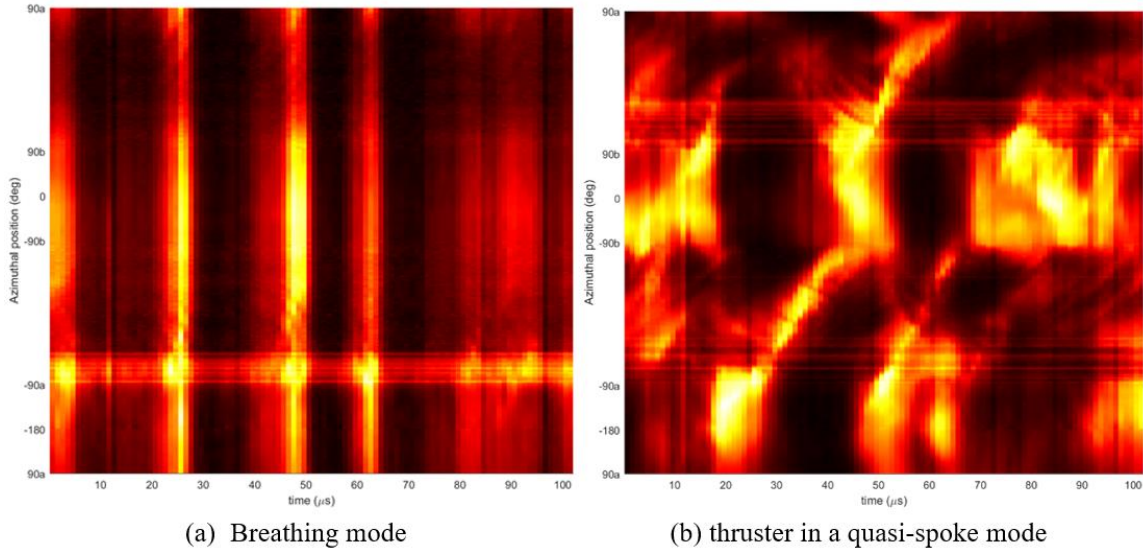 90a
90b
0
-90b
-90a
-180
90a
Azimuthal position (deg)
10 20 30 40 50 60 70 80 90 100
time (μs)
(a) Breathing mode
90a
90b
0
-90b
-90a
-180
90a
Azimuthal position (deg)
10 20 30 40 50 60 70 80 90 100
time (μs)
(b) thruster in a quasi-spoke mode